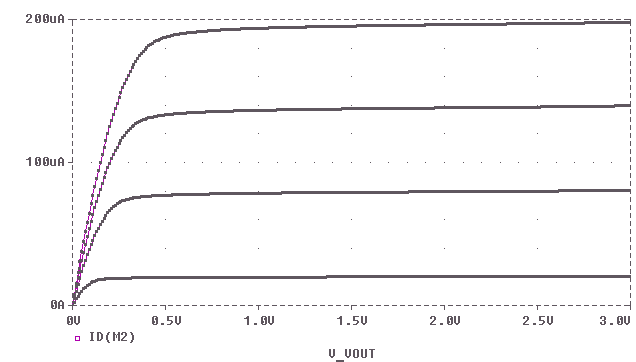 200uA
100uA
0A
0V 0.5V 1.0V 1.5V 2.0V 2.5V 3.0V
ID(M2)
V_VOUT